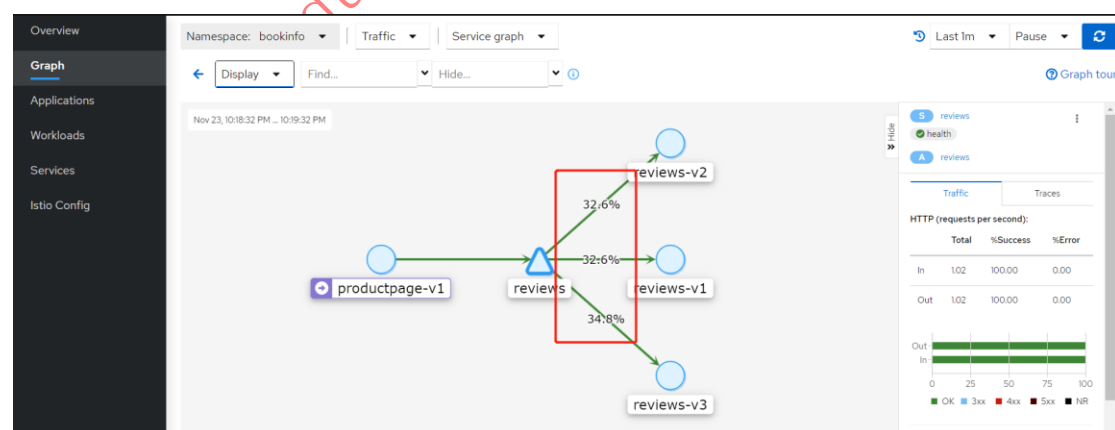 Overview
Graph
Applications
Workloads
Services
Istio Config
Namespace: bookinfo
Traffic
Service graph
Last 1m
Pause
Display
Find...
Hide...
Graph tour
Nov 23, 10:18:32 PM ... 10:19:32 PM
reviews-v2
32.6%
32.6%
productpage-v1
reviews
reviews-v1
34.8%
reviews-v3
Hide
S reviews
health
A reviews
Traffic Traces
HTTP (requests per second):
Total %Success %Error
In 1.02 100.00 0.00
Out 1.02 100.00 0.00
Out
In
0 25 50 75 100
OK 3xx 4xx 5xx NR